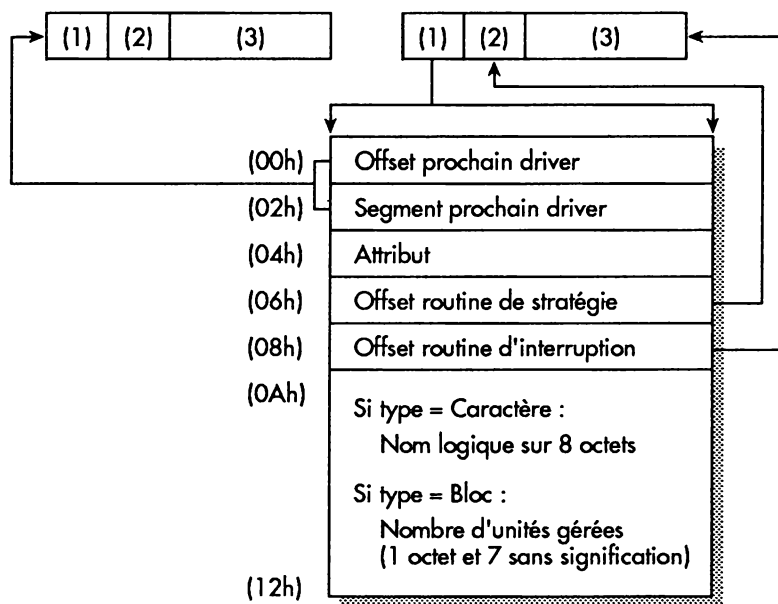 (1) (2) (3) (1) (2) (3)
(00h) Offset prochain driver
(02h) Segment prochain driver
(04h) Attribut
(06h) Offset routine de stratégie
(08h) Offset routine d'interruption
(0Ah)
Si type = Caractère :
Nom logique sur 8 octets
Si type = Bloc :
Nombre d'unités gérées
(1 octet et 7 sans signification)
(12h)